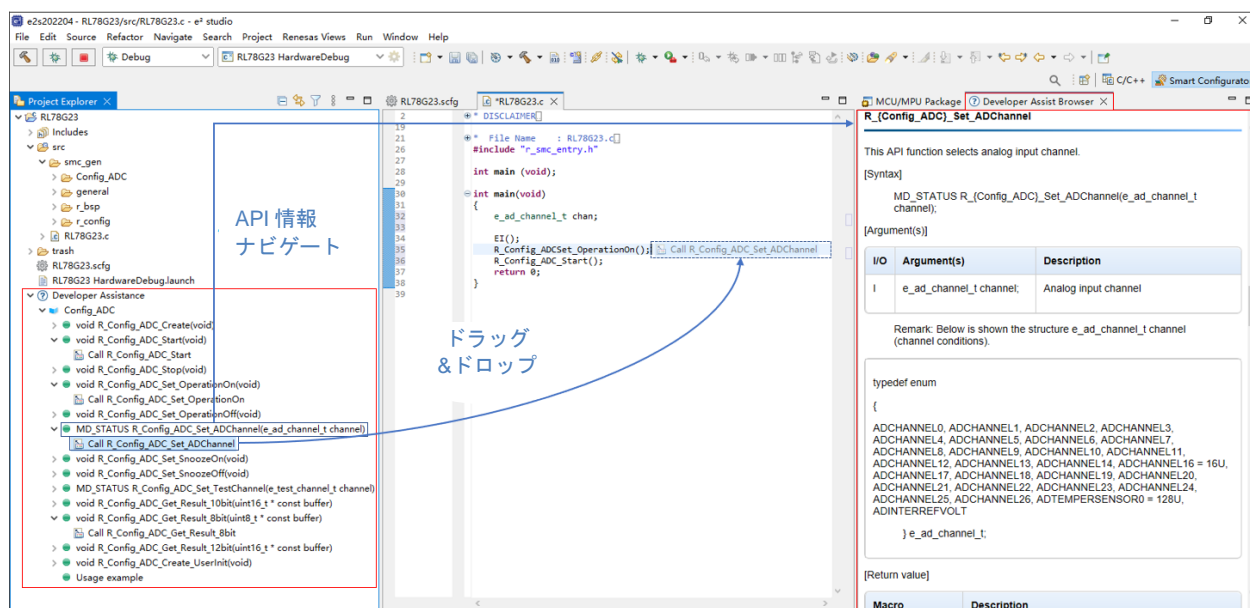 e2s202204 - RL78G23/src/RL78G23.c - e² studio
File Edit Source Refactor Navigate Search Project Renesas Views Run Window Help
Debug
RL78G23 HardwareDebug
C/C++
Smart Configurato
Project Explorer
RL78G23
Includes
src
smc_gen
Config_ADC
general
r_bsp
r_config
RL78G23.c
trash
RL78G23.scfg
RL78G23 HardwareDebug.launch
Developer Assistance
Config_ADC
void R_Config_ADC_Create(void)
void R_Config_ADC_Start(void)
Call R_Config_ADC_Start
void R_Config_ADC_Stop(void)
void R_Config_ADC_Set_OperationOn(void)
Call R_Config_ADC_Set_OperationOn
void R_Config_ADC_Set_OperationOff(void)
MD_STATUS R_Config_ADC_Set_ADChannel(e_ad_channel_t channel)
Call R_Config_ADC_Set_ADChannel
void R_Config_ADC_Set_SnoozeOn(void)
void R_Config_ADC_Set_SnoozeOff(void)
MD_STATUS R_Config_ADC_Set_TestChannel(e_test_channel_t channel)
void R_Config_ADC_Get_Result_10bit(uint16_t * const buffer)
void R_Config_ADC_Get_Result_8bit(uint8_t * const buffer)
Call R_Config_ADC_Get_Result_8bit
void R_Config_ADC_Get_Result_12bit(uint16_t * const buffer)
void R_Config_ADC_Create_UserInit(void)
Usage example
API 情報
ナビゲート
RL78G23.scfg
*RL78G23.c
2 * DISCLAIMER
19
21 * File Name : RL78G23.c
26 #include "r_smc_entry.h"
27
28 int main (void);
29
30 int main(void)
31 {
32 e_ad_channel_t chan;
33
34 EI();
35 R_Config_ADCSet_OperationOn(); Call R_Config_ADC_Set_ADChannel
36 R_Config_ADC_Start();
37 return 0;
38 }
39
ドラッグ
&ドロップ
MCU/MPU Package
Developer Assist Browser
R_{Config_ADC}_Set_ADChannel
This API function selects analog input channel.
[Syntax]
MD_STATUS R_{Config_ADC}_Set_ADChannel(e_ad_channel_t
channel);
[Argument(s)]
I/O Argument(s) Description
I e_ad_channel_t channel; Analog input channel
Remark: Below is shown the structure e_ad_channel_t channel
(channel conditions).
typedef enum
{
ADCHANNEL0, ADCHANNEL1, ADCHANNEL2, ADCHANNEL3,
ADCHANNEL4, ADCHANNEL5, ADCHANNEL6, ADCHANNEL7,
ADCHANNEL8, ADCHANNEL9, ADCHANNEL10, ADCHANNEL11,
ADCHANNEL12, ADCHANNEL13, ADCHANNEL14, ADCHANNEL16 = 16U,
ADCHANNEL17, ADCHANNEL18, ADCHANNEL19, ADCHANNEL20,
ADCHANNEL21, ADCHANNEL22, ADCHANNEL23, ADCHANNEL24,
ADCHANNEL25, ADCHANNEL26, ADTEMPERSENSOR0 = 128U,
ADINTERREFVOLT
} e_ad_channel_t;
[Return value]
Macro Description